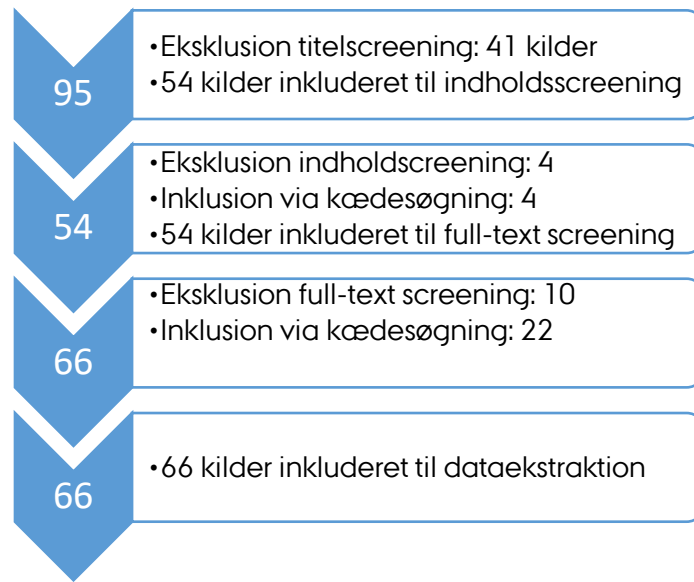 95
•Eksklusion titelscreening: 41 kilder
•54 kilder inkluderet til indholdsscreening
54
•Eksklusion indholdscreening: 4
•Inklusion via kædesøgning: 4
•54 kilder inkluderet til full-text screening
66
•Eksklusion full-text screening: 10
•Inklusion via kædesøgning: 22
66
•66 kilder inkluderet til dataekstraktion